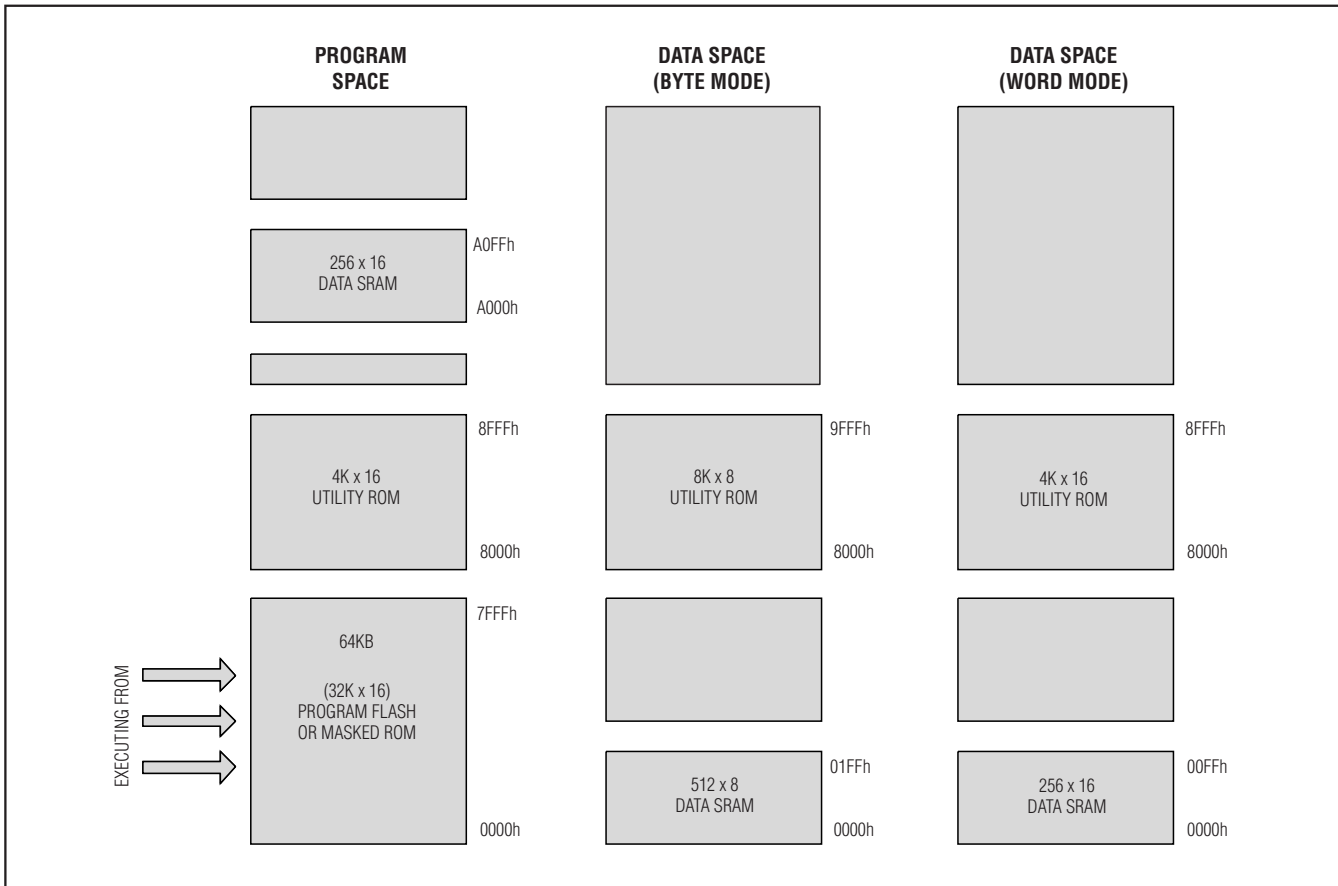 PROGRAM
SPACE
DATA SPACE
(BYTE MODE)
DATA SPACE
(WORD MODE)
A0FFh
256 x 16
DATA SRAM
A000h
8FFFh
4K x 16
UTILITY ROM
8000h
9FFFh
8K x 8
UTILITY ROM
8000h
8FFFh
4K x 16
UTILITY ROM
8000h
EXECUTING FROM
7FFFh
64KB
(32K x 16)
PROGRAM FLASH
OR MASKED ROM
0000h
01FFh
512 x 8
DATA SRAM
0000h
00FFh
256 x 16
DATA SRAM
0000h